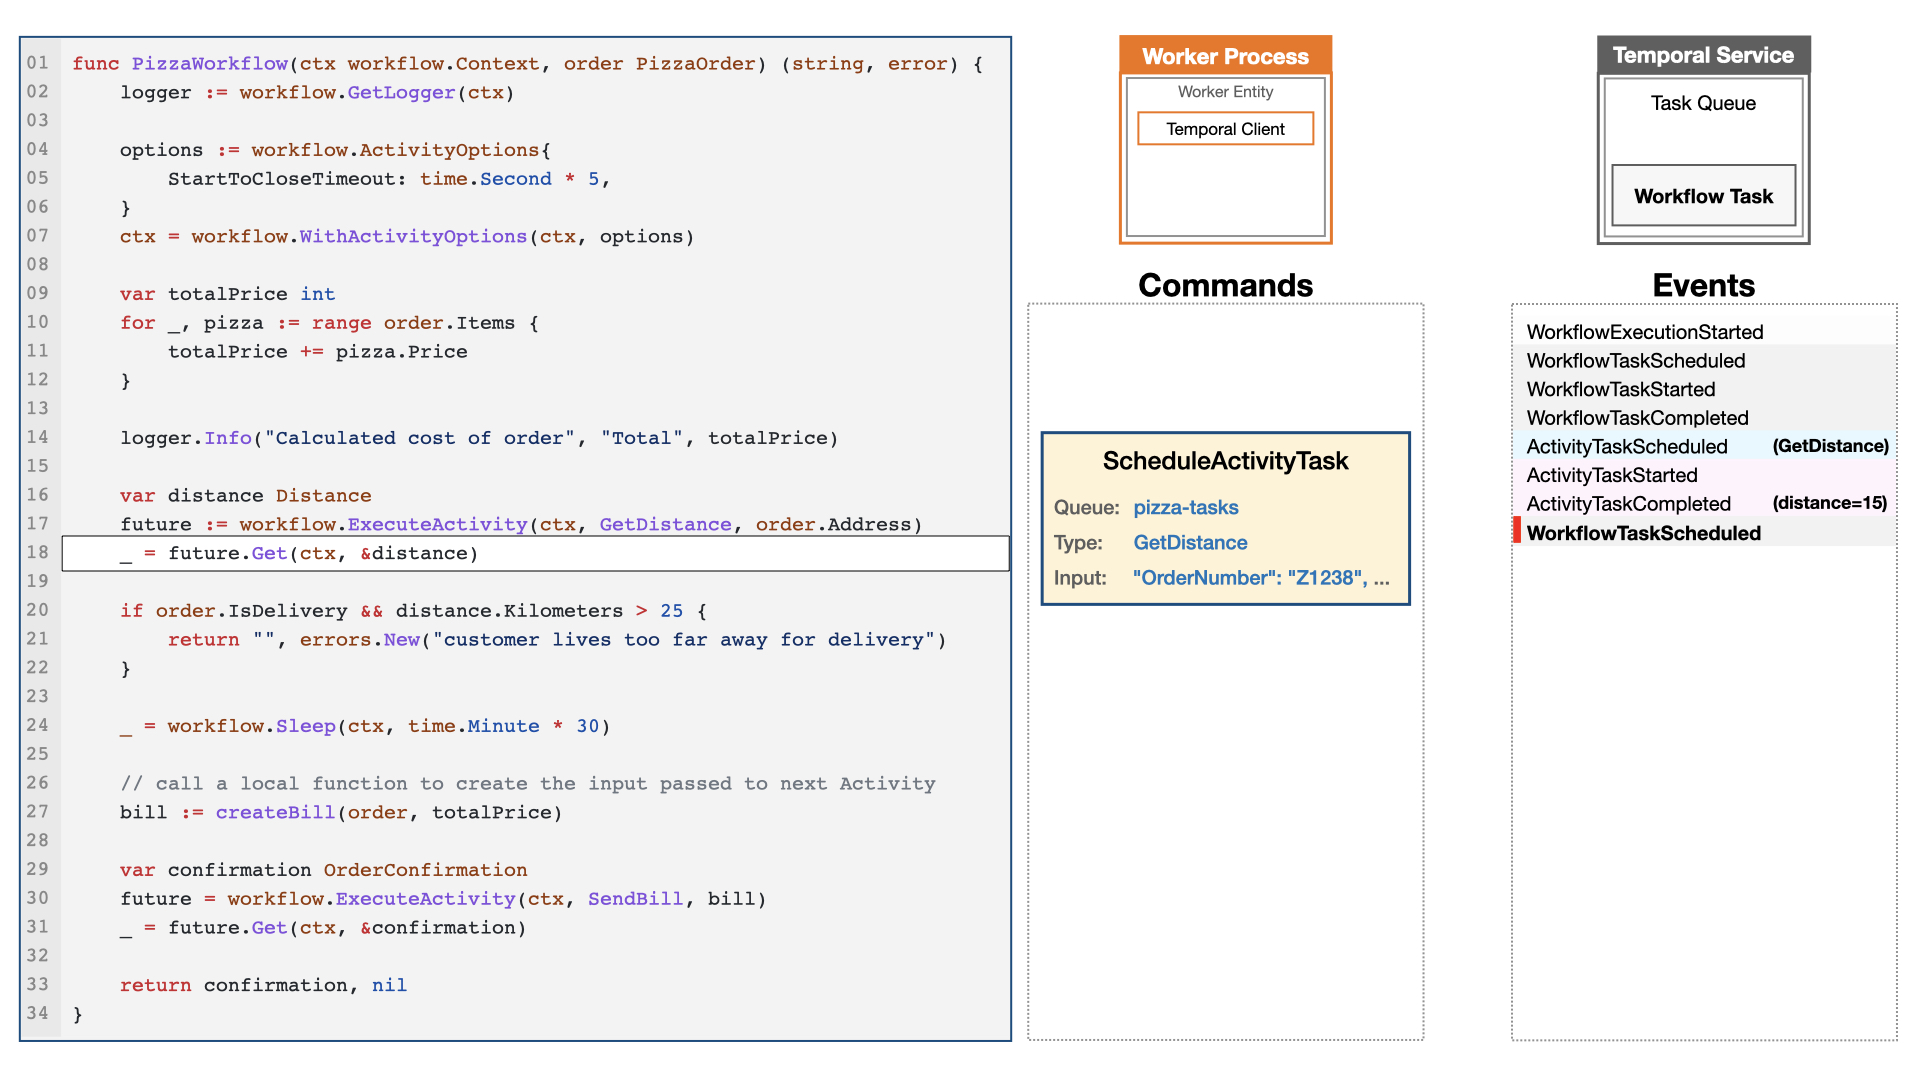 01 func PizzaWorkflow(ctx workflow.Context, order PizzaOrder) (string, error) {
02     logger := workflow.GetLogger(ctx)
03
04     options := workflow.ActivityOptions{
05         StartToCloseTimeout: time.Second * 5,
06     }
07     ctx = workflow.WithActivityOptions(ctx, options)
08
09     var totalPrice int
10     for _, pizza := range order.Items {
11         totalPrice += pizza.Price
12     }
13
14     logger.Info("Calculated cost of order", "Total", totalPrice)
15
16     var distance Distance
17     future := workflow.ExecuteActivity(ctx, GetDistance, order.Address)
18     _ = future.Get(ctx, &distance)
19
20     if order.IsDelivery && distance.Kilometers > 25 {
21         return "", errors.New("customer lives too far away for delivery")
22     }
23
24     _ = workflow.Sleep(ctx, time.Minute * 30)
25
26     // call a local function to create the input passed to next Activity
27     bill := createBill(order, totalPrice)
28
29     var confirmation OrderConfirmation
30     future = workflow.ExecuteActivity(ctx, SendBill, bill)
31     _ = future.Get(ctx, &confirmation)
32
33     return confirmation, nil
34 }
Worker Process
Worker Entity
Temporal Client
Commands
ScheduleActivityTask
Queue: pizza-tasks
Type: GetDistance
Input: "OrderNumber": "Z1238", ...
Temporal Service
Task Queue
Workflow Task
Events
WorkflowExecutionStarted
WorkflowTaskScheduled
WorkflowTaskStarted
WorkflowTaskCompleted
ActivityTaskScheduled (GetDistance)
ActivityTaskStarted
ActivityTaskCompleted (distance=15)
WorkflowTaskScheduled